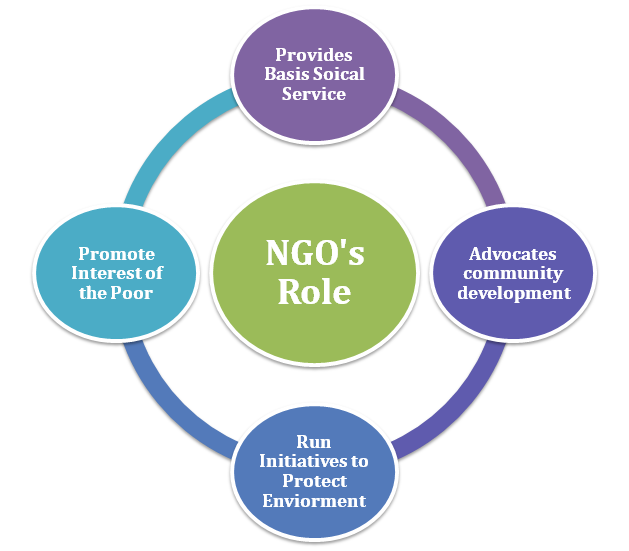 Provides
Basis Soical
Service
NGO's
Role
Promote
Interest of
the Poor
Advocates
community
development
Run
Initiatives to
Protect
Enviorment